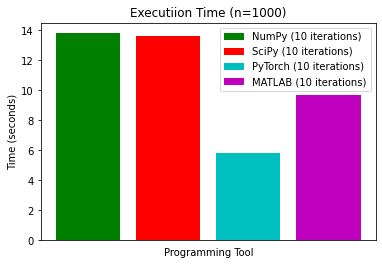 Executiion Time (n=1000)
NumPy (10 iterations)
SciPy (10 iterations)
PyTorch (10 iterations)
MATLAB (10 iterations)
Time (seconds)
14
12
10
8
6
4
2
0
Programming Tool